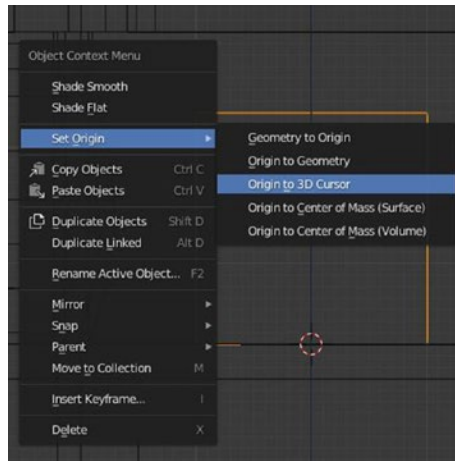 Object Context Menu
Shade Smooth
Shade Flat
Set Origin
Copy Objects Ctrl C
Paste Objects Ctrl V
Duplicate Objects Shift D
Duplicate Linked Alt D
Rename Active Object... F2
Mirror
Snap
Parent
Move to Collection M
Insert Keyframe... I
Delete X
Geometry to Origin
Origin to Geometry
Origin to 3D Cursor
Origin to Center of Mass (Surface)
Origin to Center of Mass (Volume)